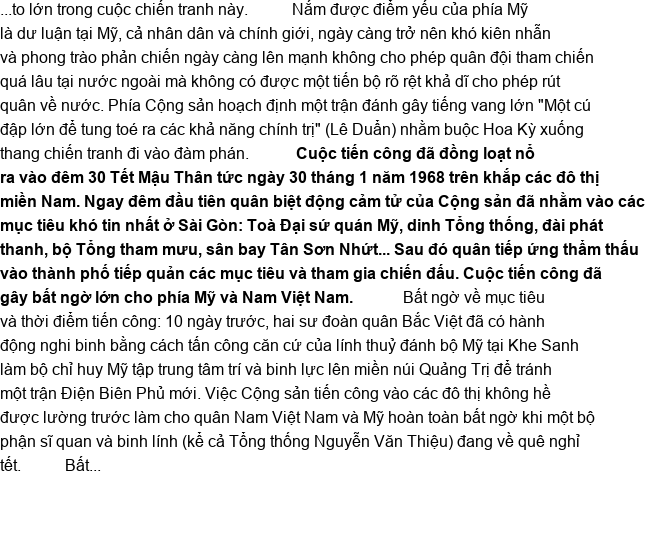 ...to lớn trong cuộc chiến tranh này. Nắm được điểm yếu của phía Mỹ
là dư luận tại Mỹ, cả nhân dân và chính giới, ngày càng trở nên khó kiên nhẫn
và phong trào phản chiến ngày càng lên mạnh không cho phép quân đội tham chiến
quá lâu tại nước ngoài mà không có được một tiến bộ rõ rệt khả dĩ cho phép rút
quân về nước. Phía Cộng sản hoạch định một trận đánh gây tiếng vang lớn "Một cú
đập lớn để tung toé ra các khả năng chính trị" (Lê Duẩn) nhằm buộc Hoa Kỳ xuống
thang chiến tranh đi vào đàm phán. Cuộc tiến công đã đồng loạt nổ
ra vào đêm 30 Tết Mậu Thân tức ngày 30 tháng 1 năm 1968 trên khắp các đô thị
miền Nam. Ngay đêm đầu tiên quân biệt động cảm tử của Cộng sản đã nhằm vào các
mục tiêu khó tin nhất ở Sài Gòn: Toà Đại sứ quán Mỹ, dinh Tổng thống, đài phát
thanh, bộ Tổng tham mưu, sân bay Tân Sơn Nhứt... Sau đó quân tiếp ứng thẩm thấu
vào thành phố tiếp quản các mục tiêu và tham gia chiến đấu. Cuộc tiến công đã
gây bất ngờ lớn cho phía Mỹ và Nam Việt Nam. Bất ngờ về mục tiêu
và thời điểm tiến công: 10 ngày trước, hai sư đoàn quân Bắc Việt đã có hành
động nghi binh bằng cách tấn công căn cứ của lính thuỷ đánh bộ Mỹ tại Khe Sanh
làm bộ chỉ huy Mỹ tập trung tâm trí và binh lực lên miền núi Quảng Trị để tránh
một trận Điện Biên Phủ mới. Việc Cộng sản tiến công vào các đô thị không hề
được lường trước làm cho quân Nam Việt Nam và Mỹ hoàn toàn bất ngờ khi một bộ
phận sĩ quan và binh lính (kể cả Tổng thống Nguyễn Văn Thiệu) đang về quê nghỉ
tết. Bất...